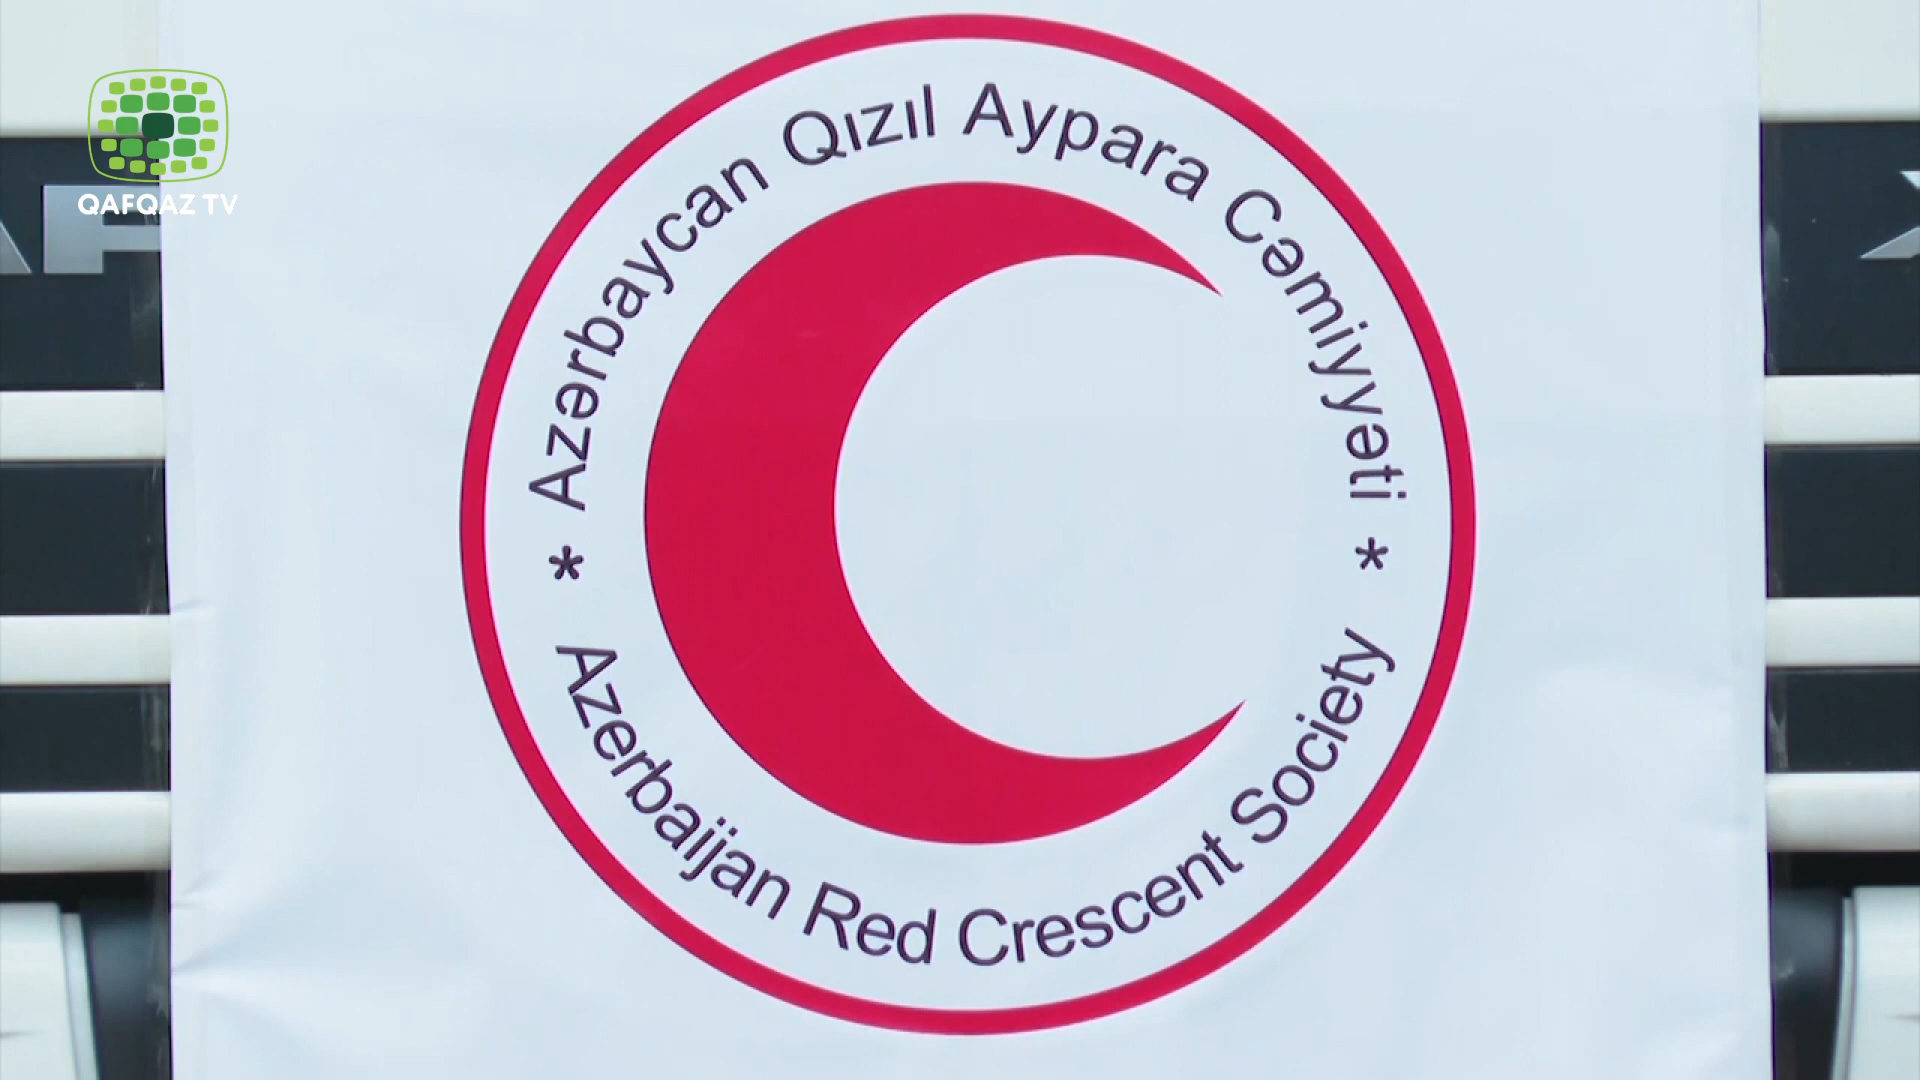 QAFQAZ TV
Azərbaycan Qızıl Aypara Cəmiyyəti
* *
Azerbaijan Red Crescent Society